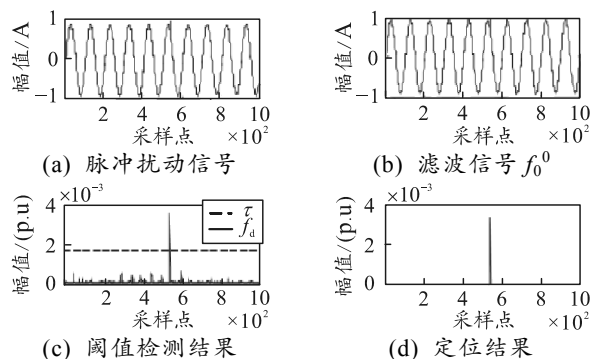 幅值/A
1
0
−1
2 4 6 8 10
采样点 ×10²
(a) 脉冲扰动信号
幅值/A
1
0
−1
2 4 6 8 10
采样点 ×10²
(b) 滤波信号 f₀⁰
幅值/(p.u)
×10⁻³
4
2
0
τ
f_d
0 2 4 6 8 10
采样点 ×10²
(c) 阈值检测结果
幅值/(p.u)
×10⁻³
4
2
0
2 4 6 8 10
采样点 ×10²
(d) 定位结果